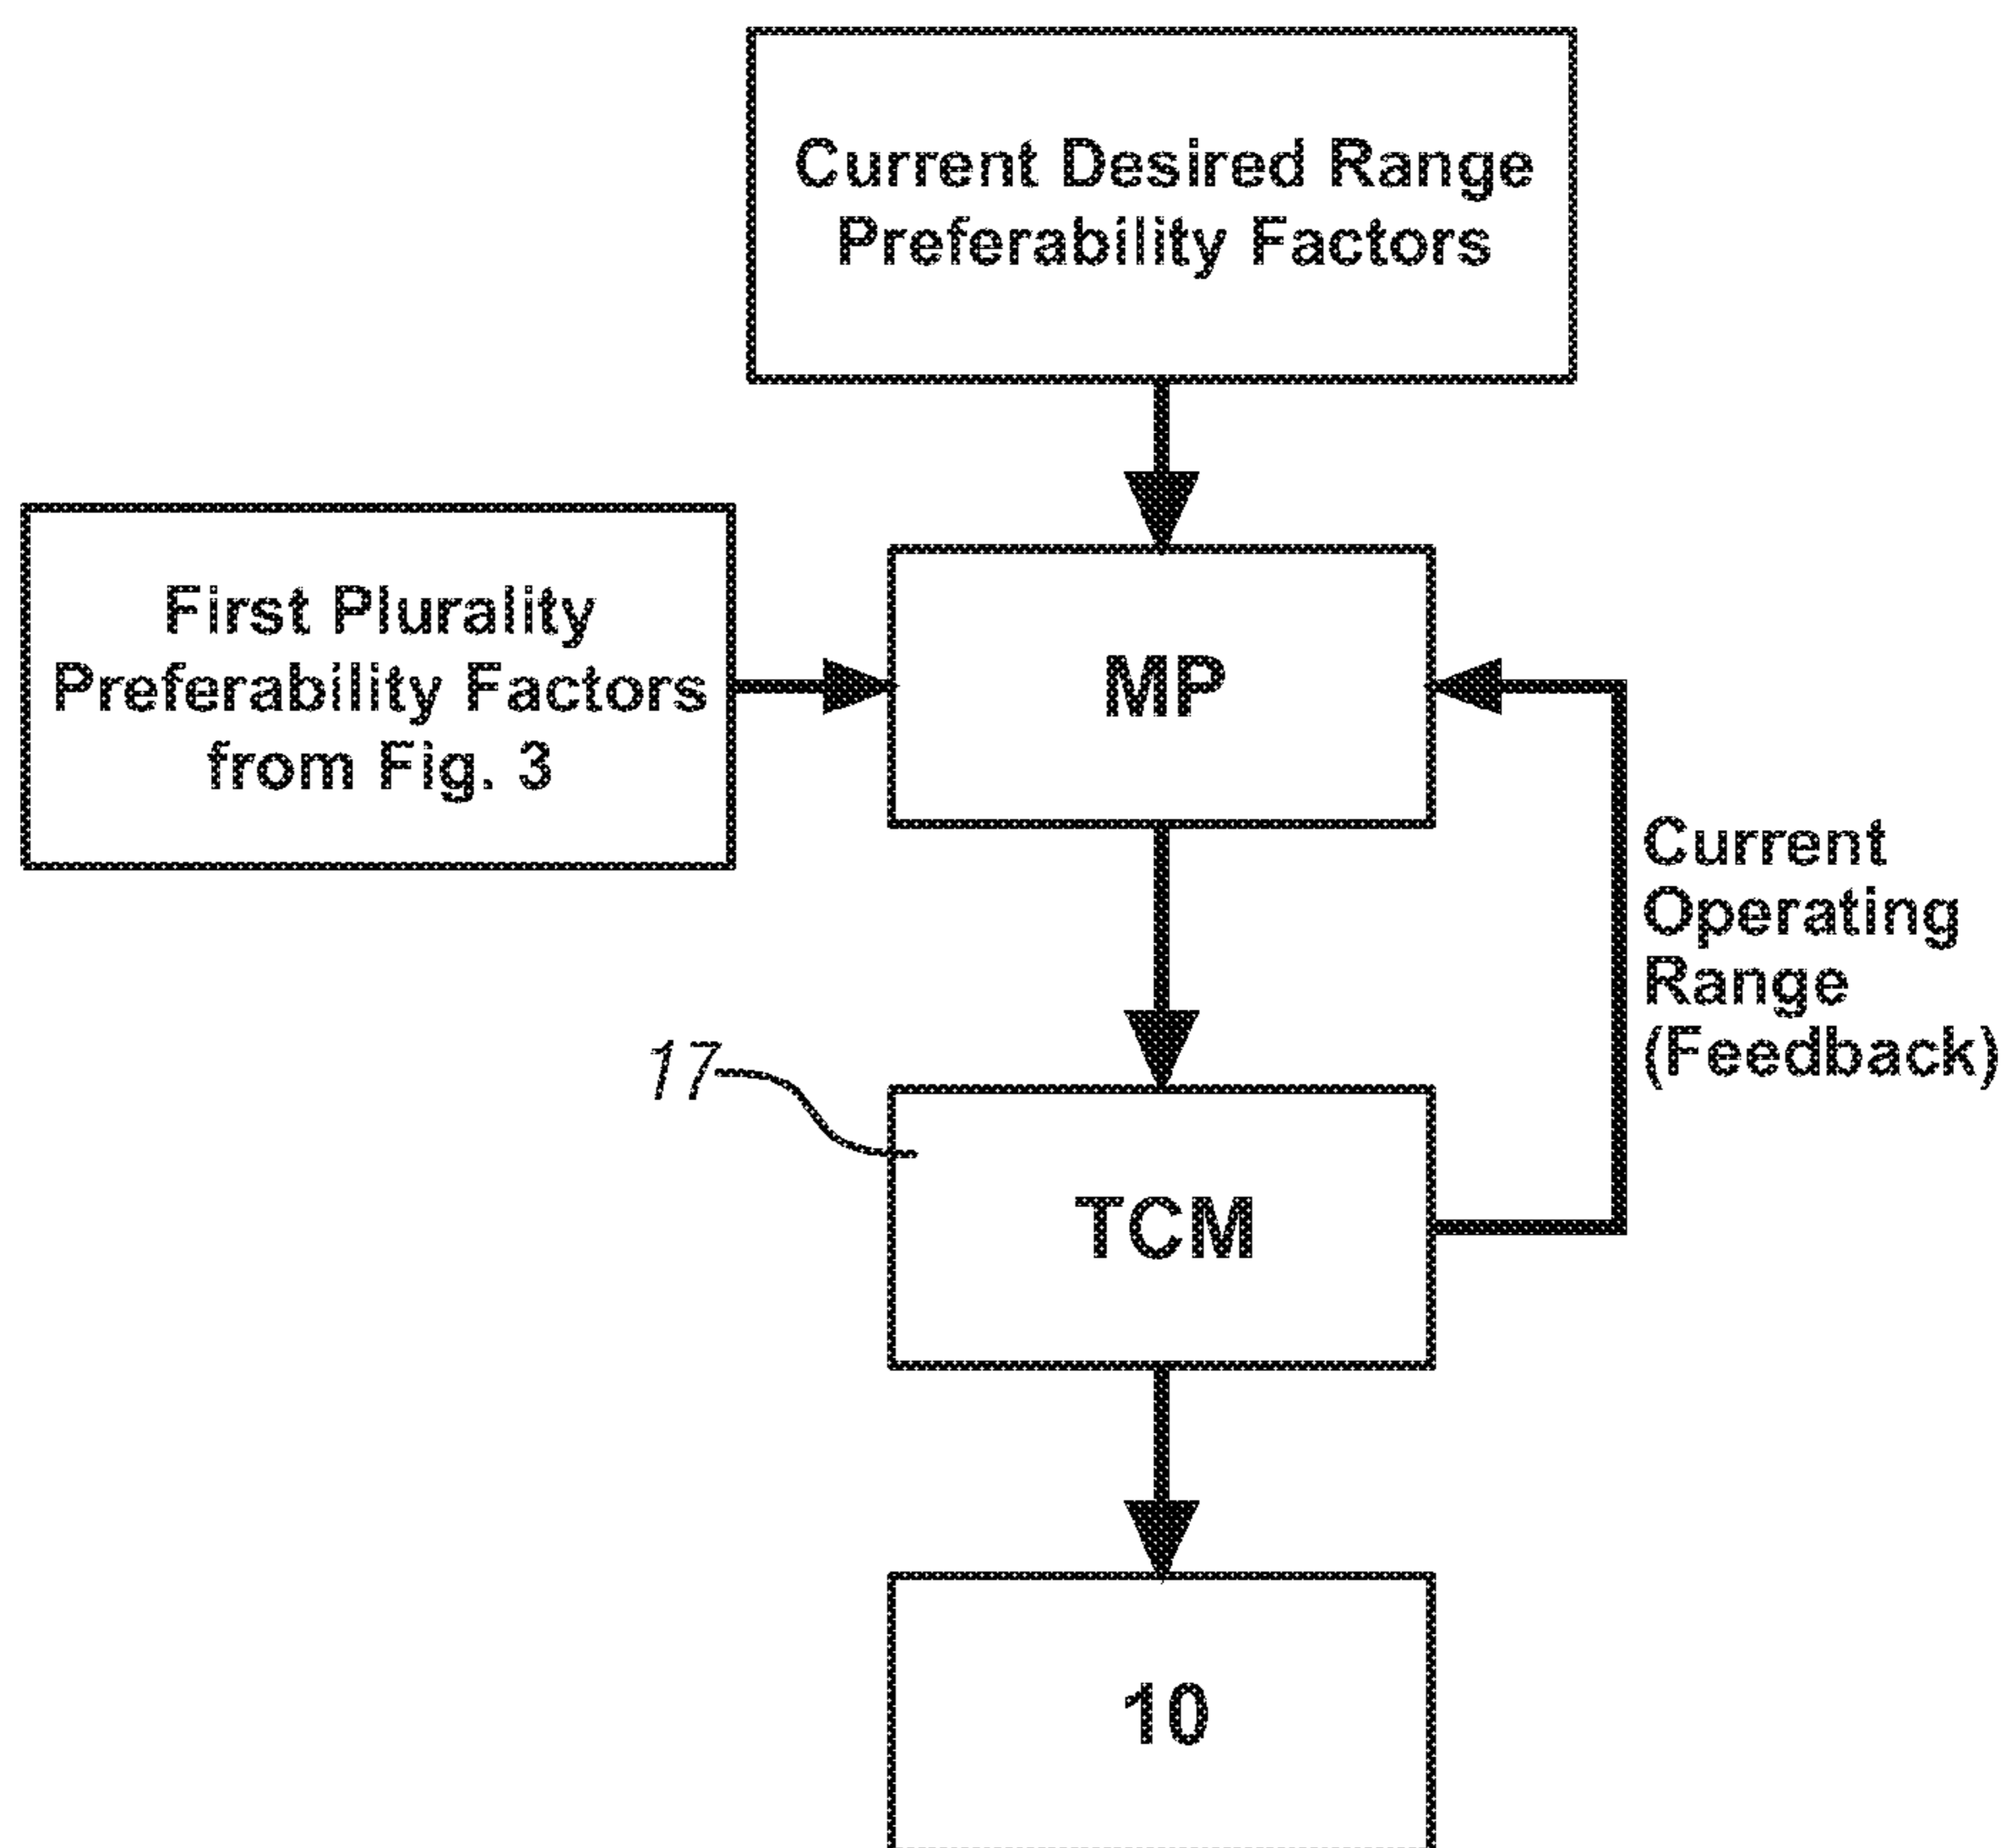 Current Desired Range
Preferability Factors
First Plurality
Preferability Factors
from Fig. 3
MP
Current
Operating
Range
(Feedback)
17
TCM
10